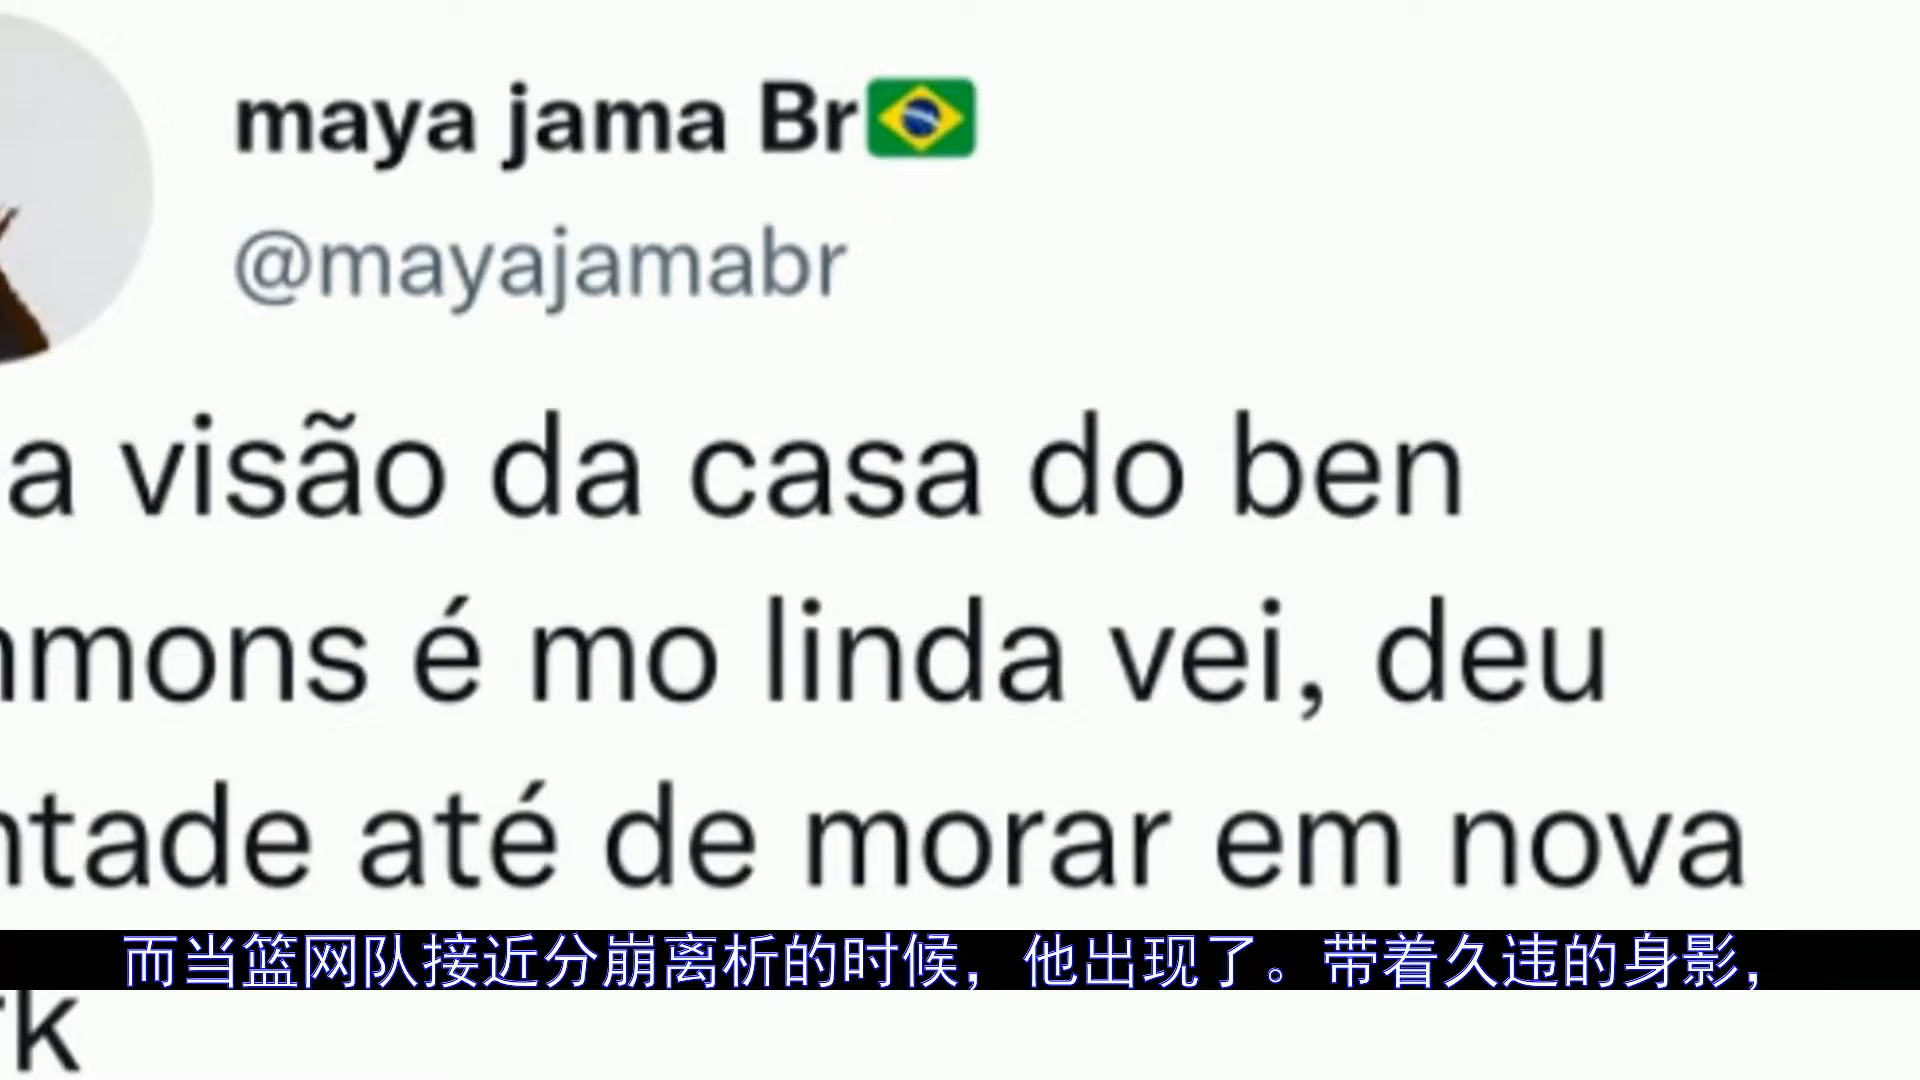 maya jama Br🇧🇷
@mayajamabr
a visão da casa do ben
mons é mo linda vei, deu
ntade até de morar em nova
而当篮网队接近分崩离析的时候，他出现了。带着久违的身影，
rk